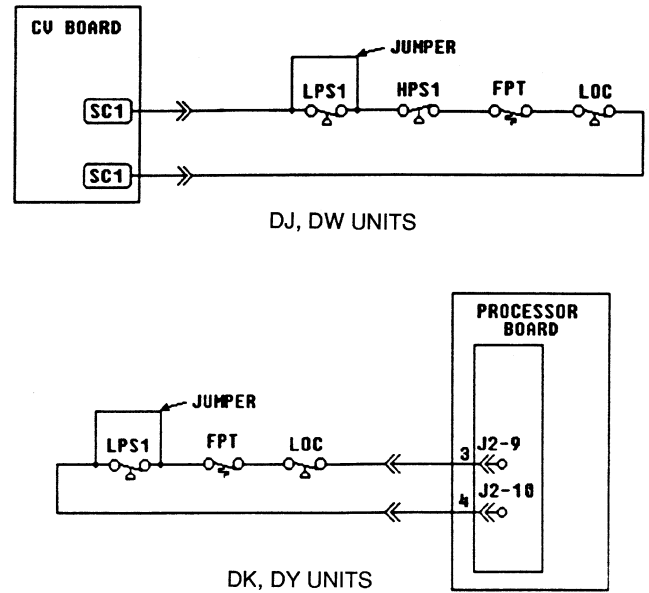 CV BOARD
JUMPER
LPS1 HPS1 FPT LOC
SC1
SC1
DJ, DW UNITS
PROCESSOR
BOARD
JUMPER
LPS1 FPT LOC
3 J2-9
4 J2-10
DK, DY UNITS